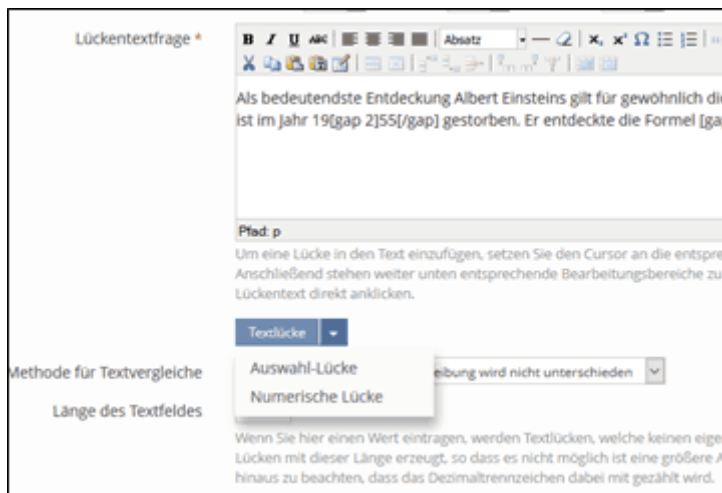 Lückentextfrage *
B I U ABC Absatz x, x² Ω
Als bedeutendste Entdeckung Albert Einsteins gilt für gewöhnlich die
ist im Jahr 19[gap 2]55[/gap] gestorben. Er entdeckte die Formel [ga
Pfad: p
Um eine Lücke in den Text einzufügen, setzen Sie den Cursor an die entspre
Anschließend stehen weiter unten entsprechende Bearbeitungsbereiche zu
Lückentext direkt anklicken.
Textlücke
Methode für Textvergleiche
eibung wird nicht unterschieden
Auswahl-Lücke
Numerische Lücke
Länge des Textfeldes
Wenn Sie hier einen Wert eintragen, werden Textlücken, welche keinen eige
Lücken mit dieser Länge erzeugt, so dass es nicht möglich ist eine größere A
hinaus zu beachten, dass das Dezimaltrennzeichen dabei mit gezählt wird.